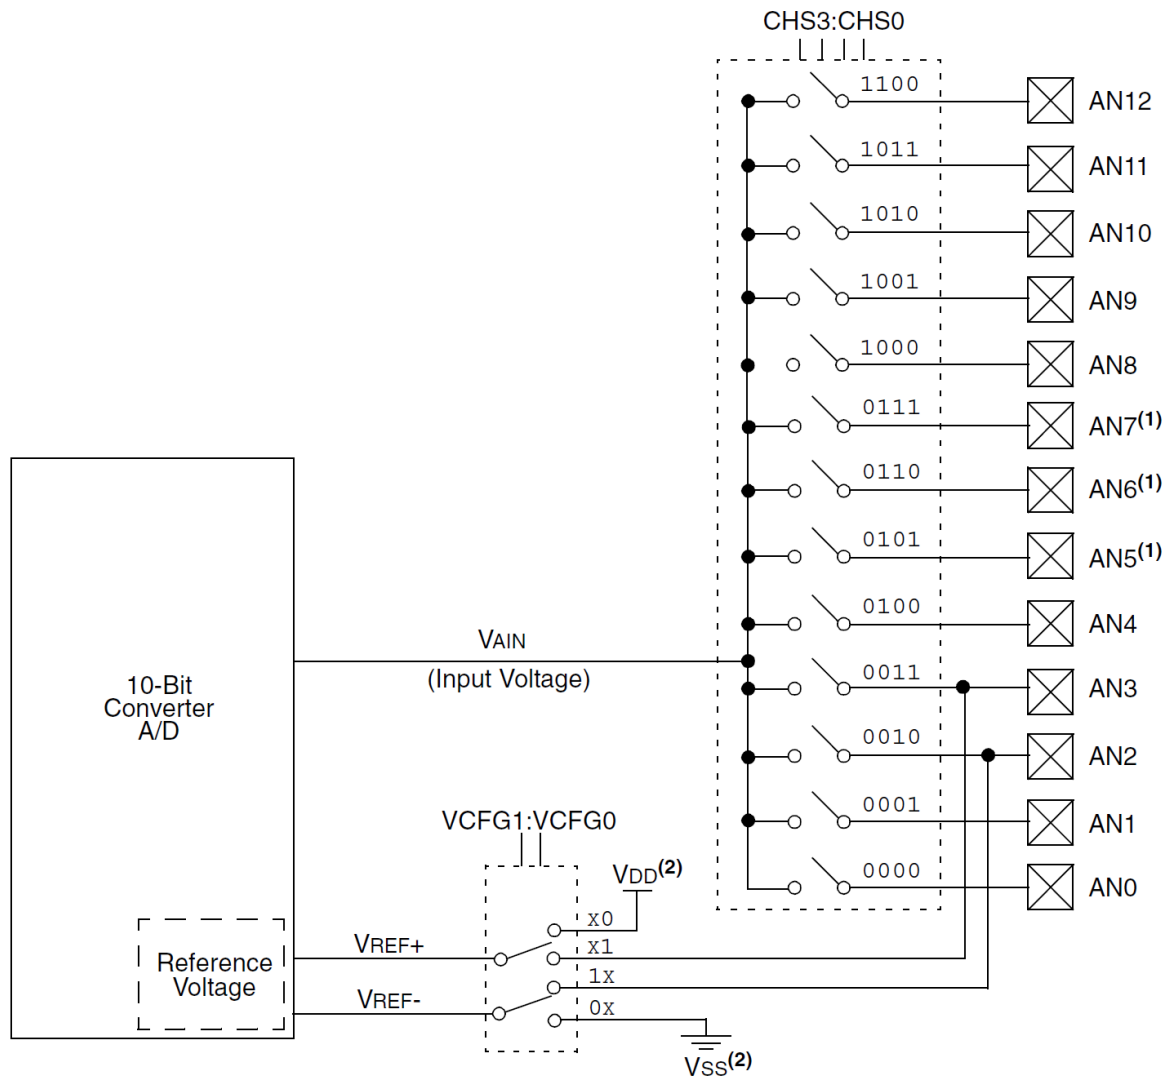 CHS3:CHS0
1100
AN12
1011
AN11
1010
AN10
1001
AN9
1000
AN8
0111
AN7(1)
0110
AN6(1)
0101
AN5(1)
0100
AN4
VAIN
(Input Voltage)
0011
AN3
10-Bit
Converter
A/D
0010
AN2
0001
AN1
VCFG1:VCFG0
0000
AN0
VDD(2)
x0
VREF+
x1
Reference
Voltage
1x
VREF-
0x
VSS(2)